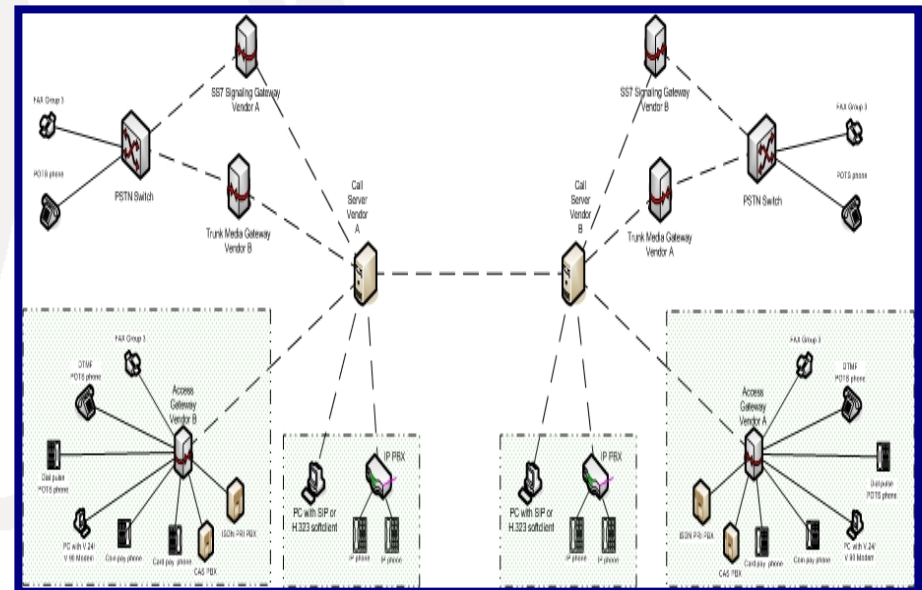 SS7 Signaling Gateway
Vendor A
SS7 Signaling Gateway
Vendor B
FAX Group 3
FAX Group 3
POTS phone
POTS phone
PSTN Switch
PSTN Switch
Call
Server
Vendor
A
Call
Server
Vendor
B
Trunk Media Gateway
Vendor B
Trunk Media Gateway
Vendor A
FAX Group 3
DTMF
POTS phone
Access
Gateway
Vendor B
Dial pulse
POTS phone
PC with V.24/
V.90 Modem
Coin pay phone
Card pay phone
CAS PBX
ISDN PRI PBX
PC with SIP or
H.323 softclient
IP PBX
IP phone
IP phone
PC with SIP or
H.323 softclient
IP PBX
IP phone
IP phone
FAX Group 3
DTMF
POTS phone
Access
Gateway
Vendor A
Dial pulse
POTS phone
ISDN PRI PBX
CAS PBX
Card pay phone
Coin pay phone
PC with V.24/
V.90 Modem